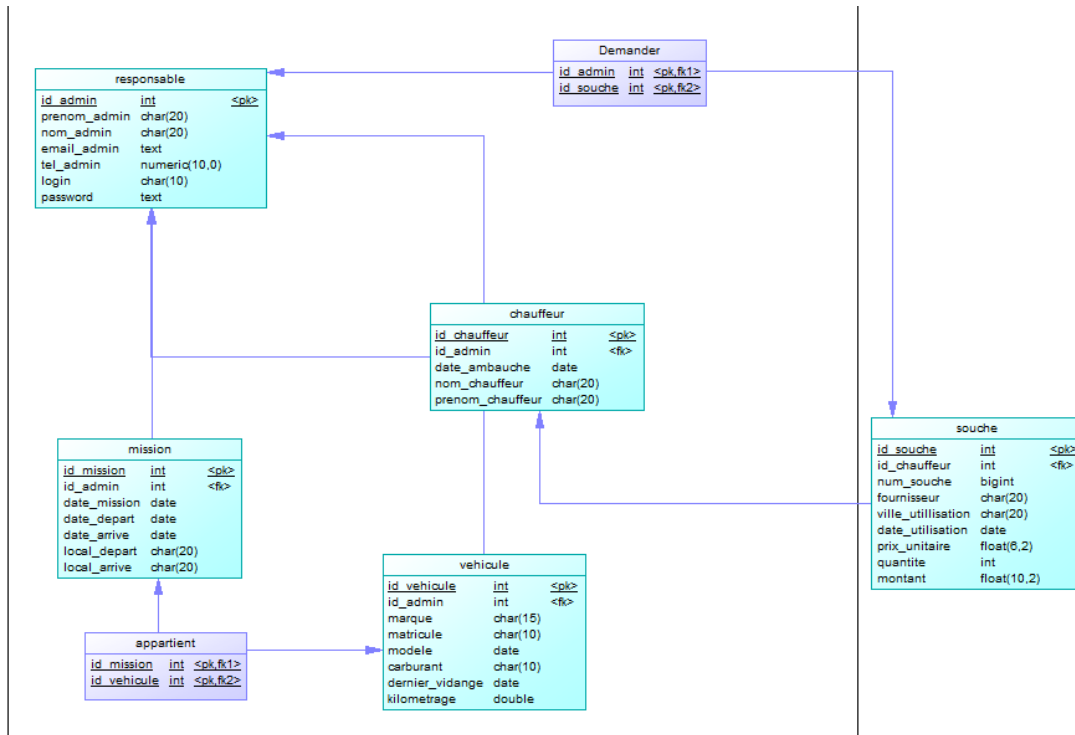 Demander
id_admin int <pk,fk1>
id_souche int <pk,fk2>
responsable
id_admin int <pk>
prenom_admin char(20)
nom_admin char(20)
email_admin text
tel_admin numeric(10,0)
login char(10)
password text
chauffeur
id_chauffeur int <pk>
id_admin int <fk>
date_ambauche date
nom_chauffeur char(20)
prenom_chauffeur char(20)
souche
id_souche int <pk>
id_chauffeur int <fk>
num_souche bigint
fournisseur char(20)
ville_utillisation char(20)
date_utilisation date
prix_unitaire float(6,2)
quantite int
montant float(10,2)
mission
id_mission int <pk>
id_admin int <fk>
date_mission date
date_depart date
date_arrive date
local_depart char(20)
local_arrive char(20)
vehicule
id_vehicule int <pk>
id_admin int <fk>
marque char(15)
matricule char(10)
modele date
carburant char(10)
dernier_vidange date
kilometrage double
appartient
id_mission int <pk,fk1>
id_vehicule int <pk,fk2>